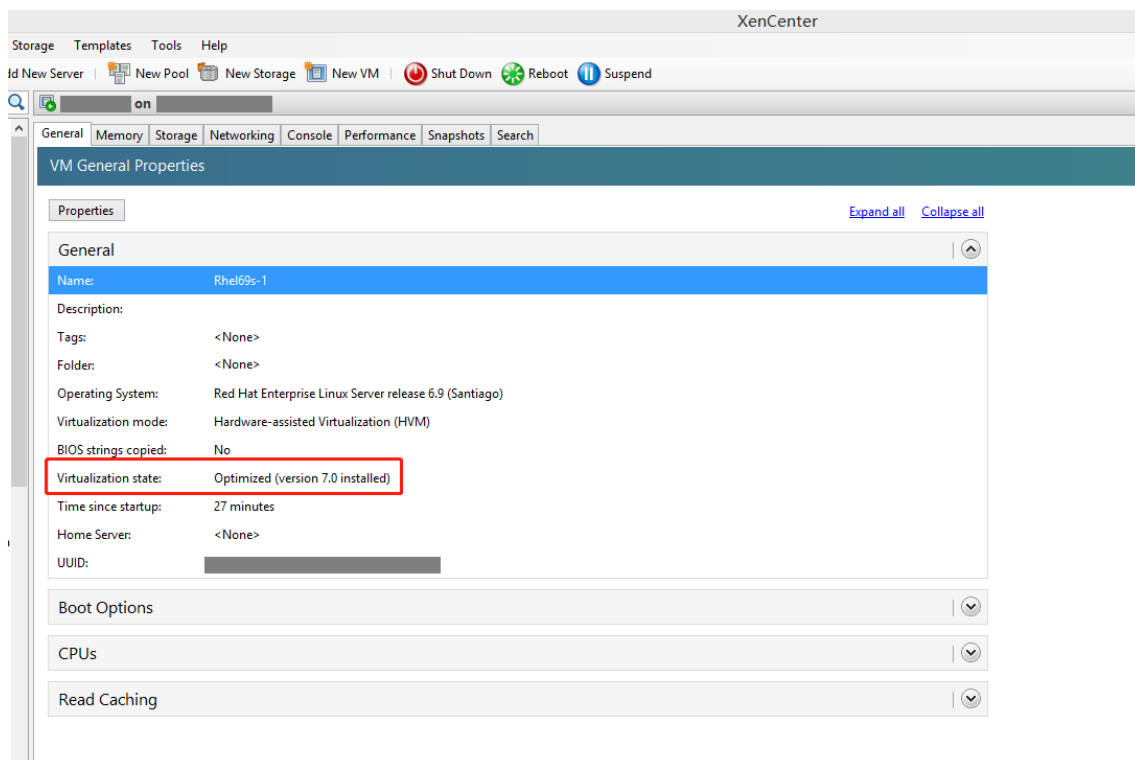 XenCenter
Storage Templates Tools Help
dd New Server New Pool New Storage New VM Shut Down Reboot Suspend
on
General Memory Storage Networking Console Performance Snapshots Search
VM General Properties
Properties Expand all Collapse all
General
Name: Rhel69s-1
Description:
Tags: <None>
Folder: <None>
Operating System: Red Hat Enterprise Linux Server release 6.9 (Santiago)
Virtualization mode: Hardware-assisted Virtualization (HVM)
BIOS strings copied: No
Virtualization state: Optimized (version 7.0 installed)
Time since startup: 27 minutes
Home Server: <None>
UUID:
Boot Options
CPUs
Read Caching